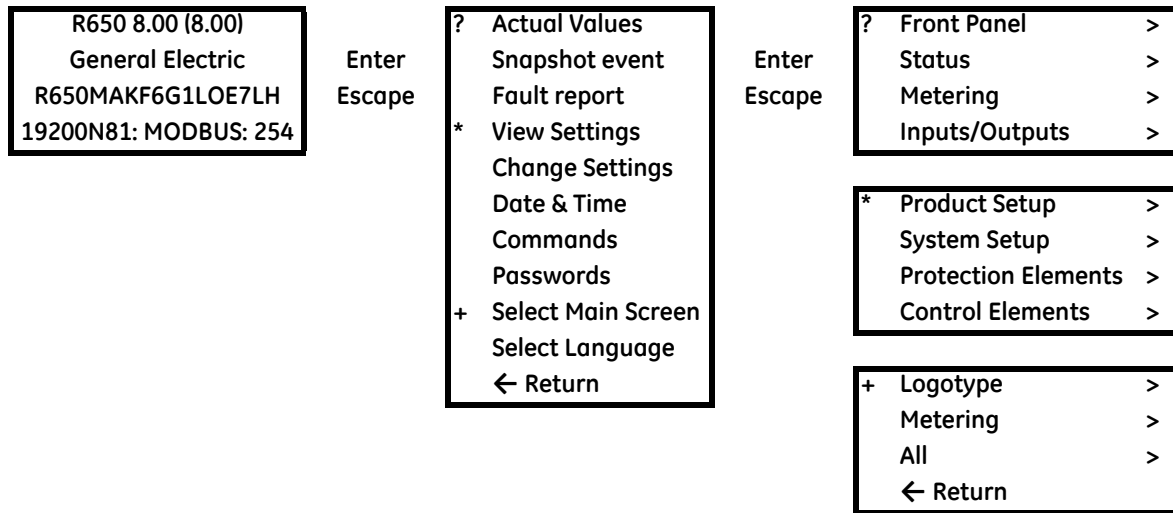 R650 8.00 (8.00)
General Electric
R650MAKF6G1LOE7LH
19200N81: MODBUS: 254
Enter
Escape
? Actual Values
Snapshot event
Fault report
* View Settings
Change Settings
Date & Time
Commands
Passwords
+ Select Main Screen
Select Language
← Return
Enter
Escape
? Front Panel >
Status >
Metering >
Inputs/Outputs >
* Product Setup >
System Setup >
Protection Elements >
Control Elements >
+ Logotype >
Metering >
All >
← Return